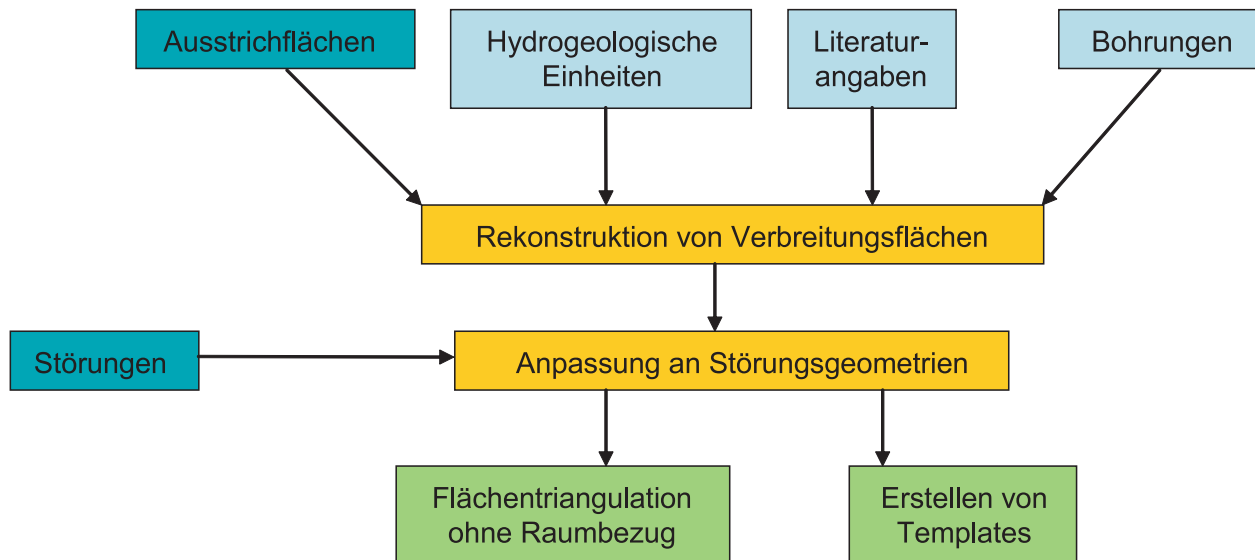 Ausstrichflächen
Hydrogeologische
Einheiten
Literatur-
angaben
Bohrungen
Rekonstruktion von Verbreitungsflächen
Störungen
Anpassung an Störungsgeometrien
Flächentriangulation
ohne Raumbezug
Erstellen von
Templates